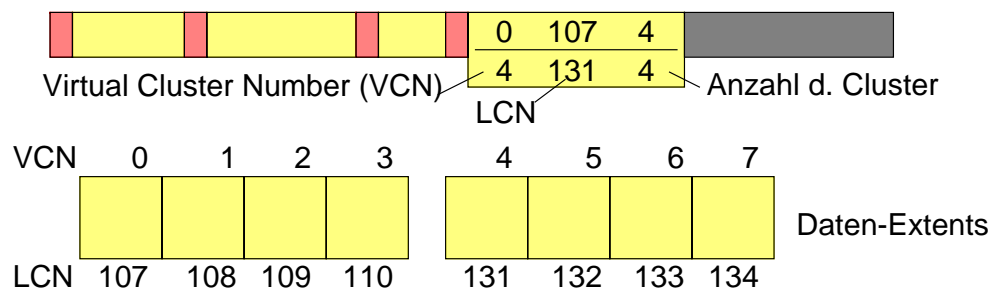 0 107 4
4 131 4
Virtual Cluster Number (VCN)
Anzahl d. Cluster
LCN
VCN 0 1 2 3 4 5 6 7
Daten-Extents
LCN 107 108 109 110 131 132 133 134